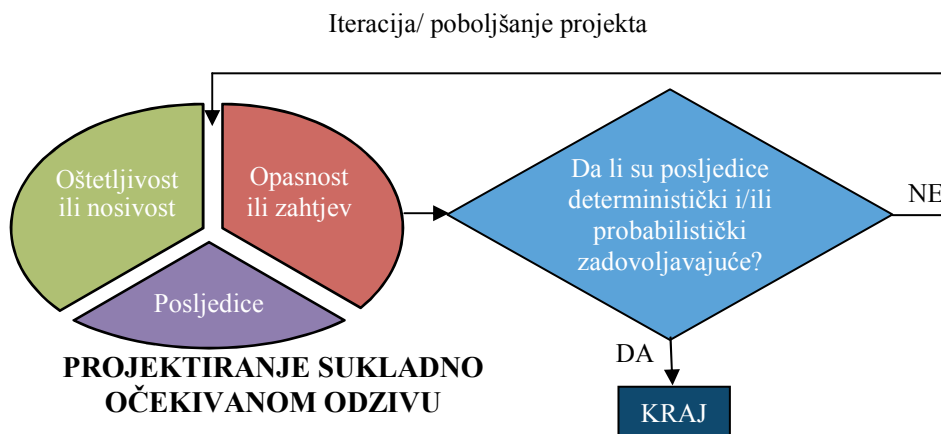 Iteracija/ poboljšanje projekta
Oštetljivost
ili nosivost
Opasnost
ili zahtjev
Posljedice
PROJEKTIRANJE SUKLADNO
OČEKIVANOM ODZIVU
Da li su posljedice
deterministički i/ili
probabilistički
zadovoljavajuće?
NE
DA
KRAJ